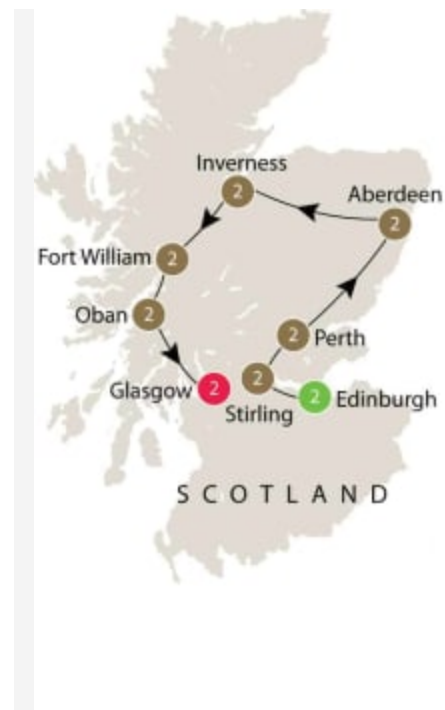 Inverness
2
Aberdeen
2
Fort William 2
Oban 2
2 Perth
2
Glasgow 2
Stirling
2 Edinburgh
SCOTLAND